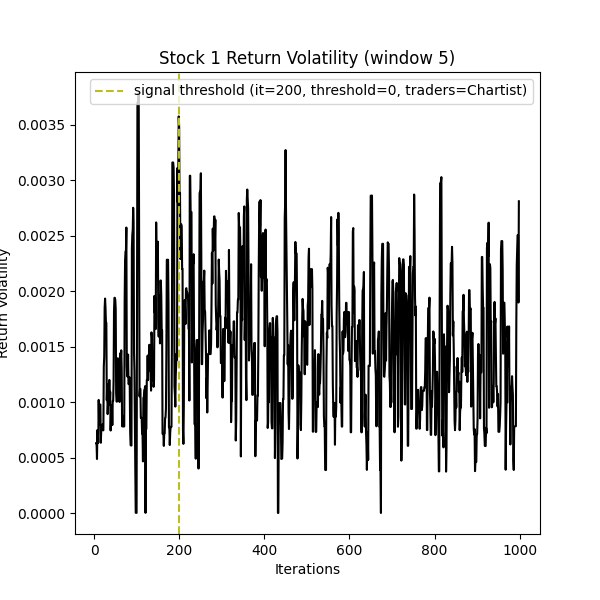 Stock 1 Return Volatility (window 5)
signal threshold (it=200, threshold=0, traders=Chartist)
0.0035
0.0030
0.0025
0.0020
0.0015
0.0010
0.0005
0.0000
Return Volatility
0 200 400 600 800 1000
Iterations